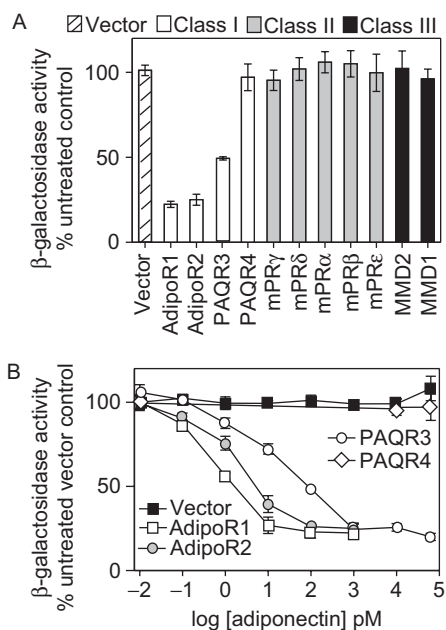 A
Vector Class I Class II Class III
β-galactosidase activity
% untreated control
100
50
0
Vector
AdipoR1
AdipoR2
PAQR3
PAQR4
mPRγ
mPRδ
mPRα
mPRβ
mPRε
MMD2
MMD1
B
β-galactosidase activity
% untreated vector control
100
50
0
PAQR3
PAQR4
Vector
AdipoR1
AdipoR2
–2 –1 0 1 2 3 4 5
log [adiponectin] pM